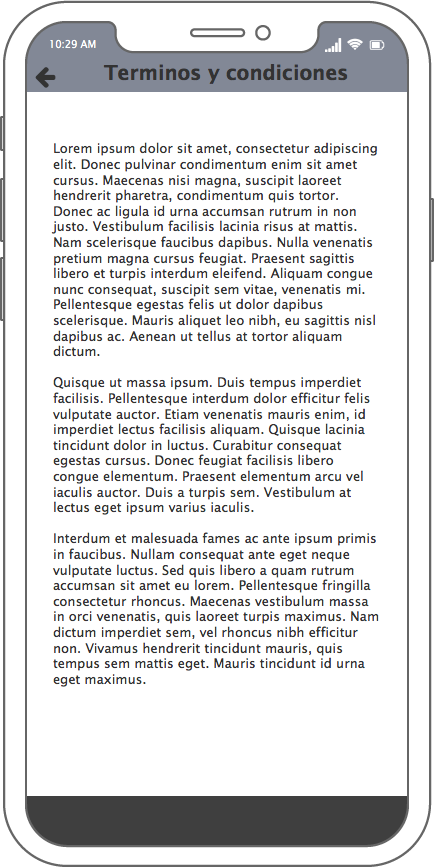 10:29 AM
Terminos y condiciones
Lorem ipsum dolor sit amet, consectetur adipiscing
elit. Donec pulvinar condimentum enim sit amet
cursus. Maecenas nisi magna, suscipit laoreet
hendrerit pharetra, condimentum quis tortor.
Donec ac ligula id urna accumsan rutrum in non
justo. Vestibulum facilisis lacinia risus at mattis.
Nam scelerisque faucibus dapibus. Nulla venenatis
pretium magna cursus feugiat. Praesent sagittis
libero et turpis interdum eleifend. Aliquam congue
nunc consequat, suscipit sem vitae, venenatis mi.
Pellentesque egestas felis ut dolor dapibus
scelerisque. Mauris aliquet leo nibh, eu sagittis nisl
dapibus ac. Aenean ut tellus at tortor aliquam
dictum.
Quisque ut massa ipsum. Duis tempus imperdiet
facilisis. Pellentesque interdum dolor efficitur felis
vulputate auctor. Etiam venenatis mauris enim, id
imperdiet lectus facilisis aliquam. Quisque lacinia
tincidunt dolor in luctus. Curabitur consequat
egestas cursus. Donec feugiat facilisis libero
congue elementum. Praesent elementum arcu vel
iaculis auctor. Duis a turpis sem. Vestibulum at
lectus eget ipsum varius iaculis.
Interdum et malesuada fames ac ante ipsum primis
in faucibus. Nullam consequat ante eget neque
vulputate luctus. Sed quis libero a quam rutrum
accumsan sit amet eu lorem. Pellentesque fringilla
consectetur rhoncus. Maecenas vestibulum massa
in orci venenatis, quis laoreet turpis maximus. Nam
dictum imperdiet sem, vel rhoncus nibh efficitur
non. Vivamus hendrerit tincidunt mauris, quis
tempus sem mattis eget. Mauris tincidunt id urna
eget maximus.